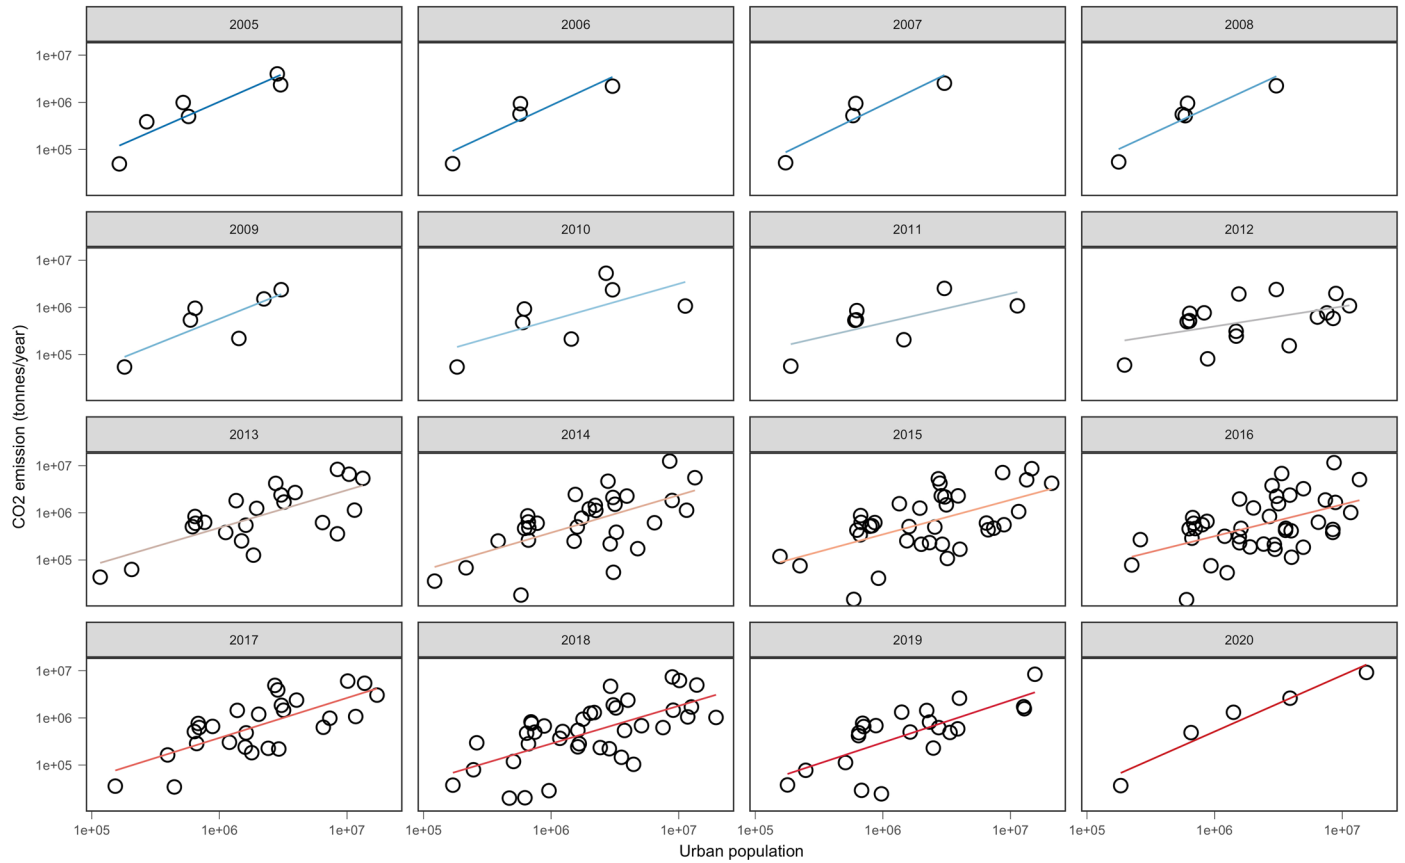 2005 2006 2007 2008
1e+07
1e+06
1e+05
2009 2010 2011 2012
1e+07
1e+06
1e+05
CO2 emission (tonnes/year)
2013 2014 2015 2016
1e+07
1e+06
1e+05
2017 2018 2019 2020
1e+07
1e+06
1e+05
1e+05 1e+06 1e+07 1e+05 1e+06 1e+07 1e+05 1e+06 1e+07 1e+05 1e+06 1e+07
Urban population